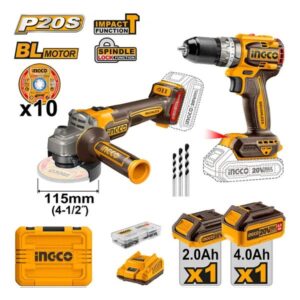 P20S
IMPACT FUNCTION
BL MOTOR
SPINDLE LOCK FUNCTION
INGCO
x10
115mm
(4-1/2˝)
INGCO
INGCO
2.0Ah
x1
4.0Ah
x1